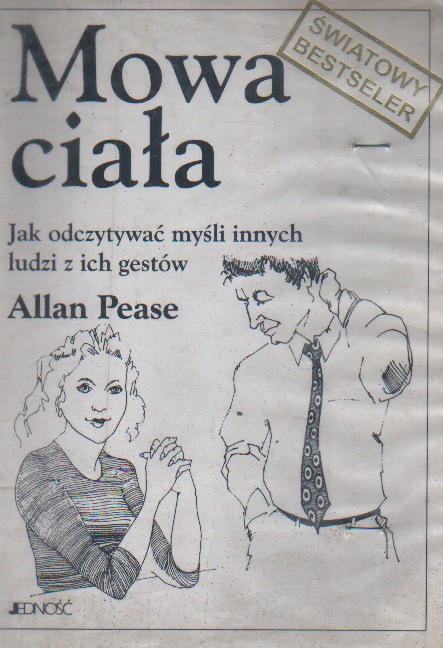 Mowa
ciała
ŚWIATOWY
BESTSELER
Jak odczytywać myśli innych
ludzi z ich gestów
Allan Pease
JEDNOŚĆ